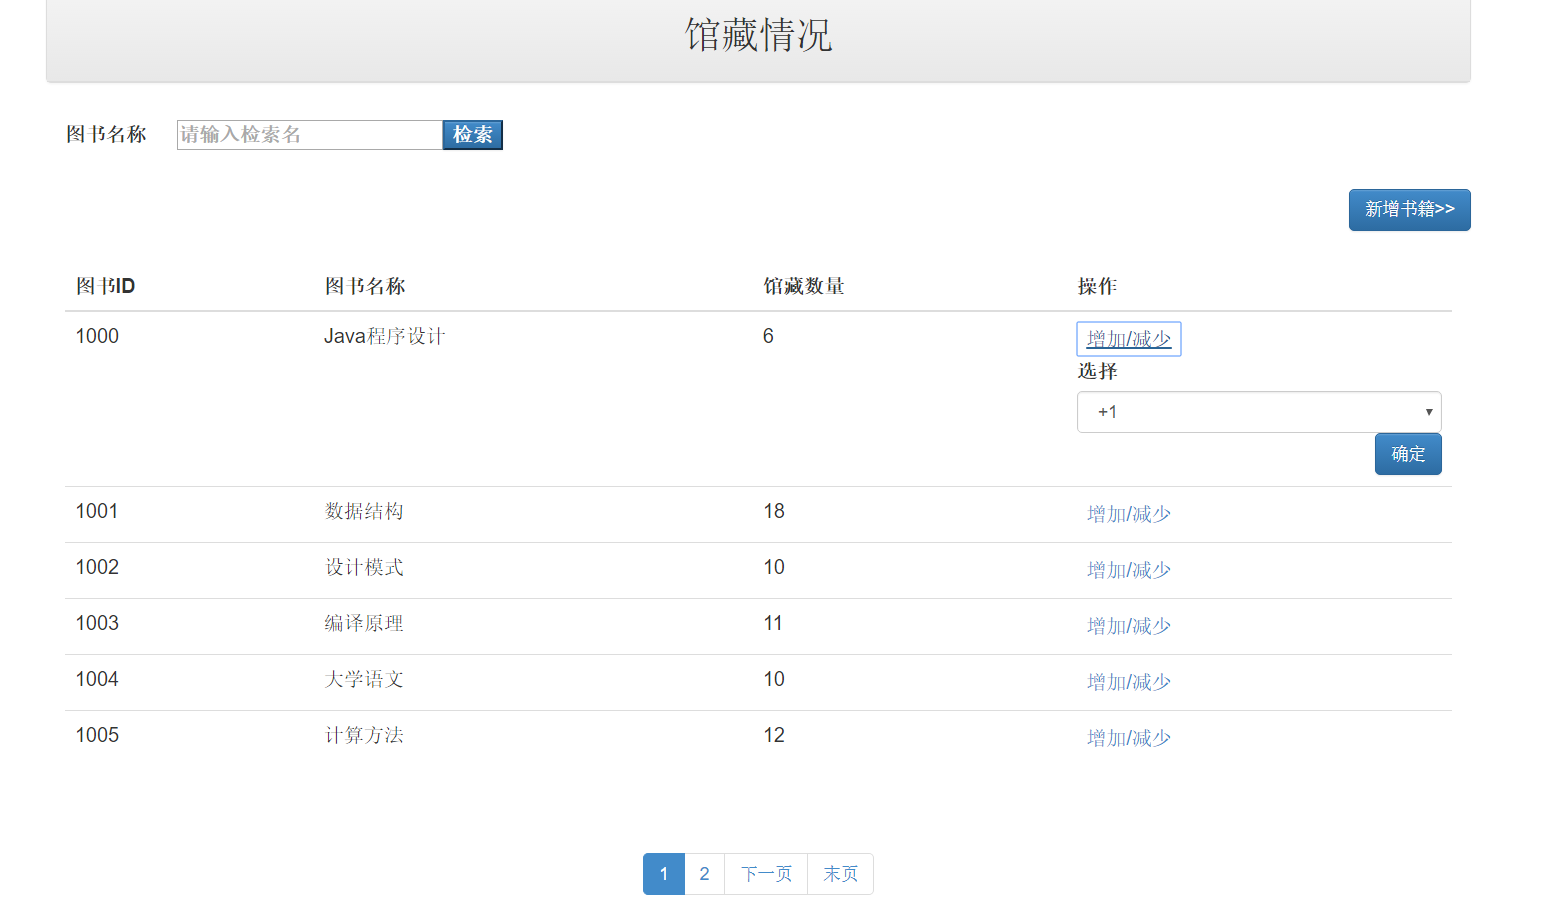 馆藏情况
图书名称 请输入检索名 检索
新增书籍>>
图书ID 图书名称 馆藏数量 操作
1000 Java程序设计 6 增加/减少
选择
+1
确定
1001 数据结构 18 增加/减少
1002 设计模式 10 增加/减少
1003 编译原理 11 增加/减少
1004 大学语文 10 增加/减少
1005 计算方法 12 增加/减少
1 2 下一页 末页